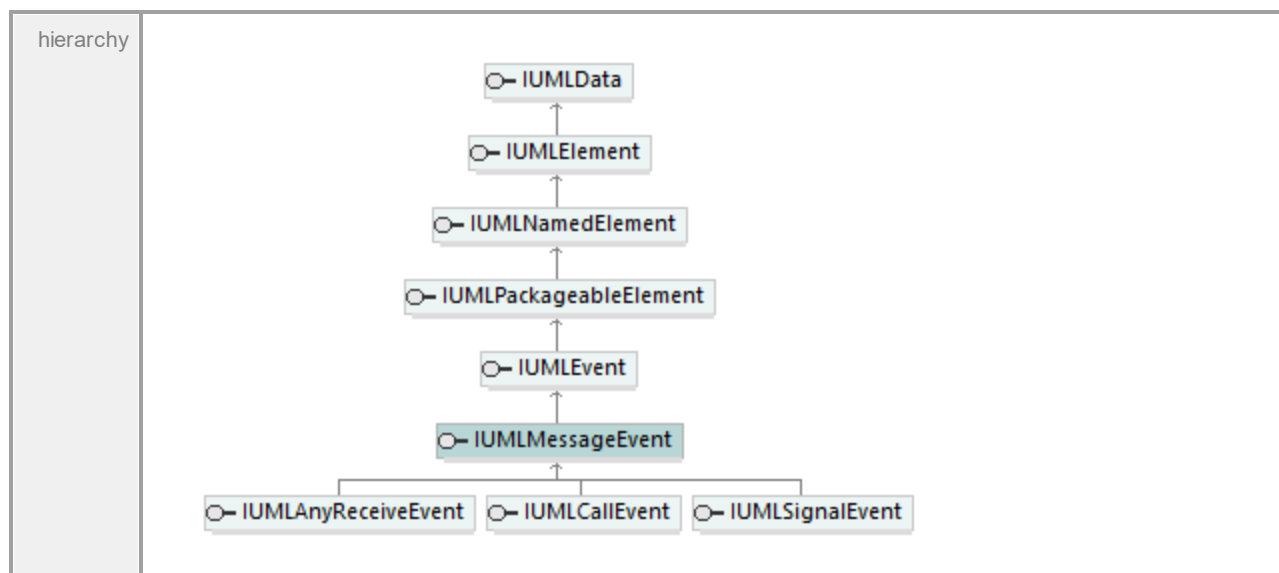 hierarchy
IUMLData
IUMLElement
IUMLNamedElement
IUMLPackageableElement
IUMLEvent
IUMLMessageEvent
IUMLAnyReceiveEvent IUMLCallEvent IUMLSignalEvent